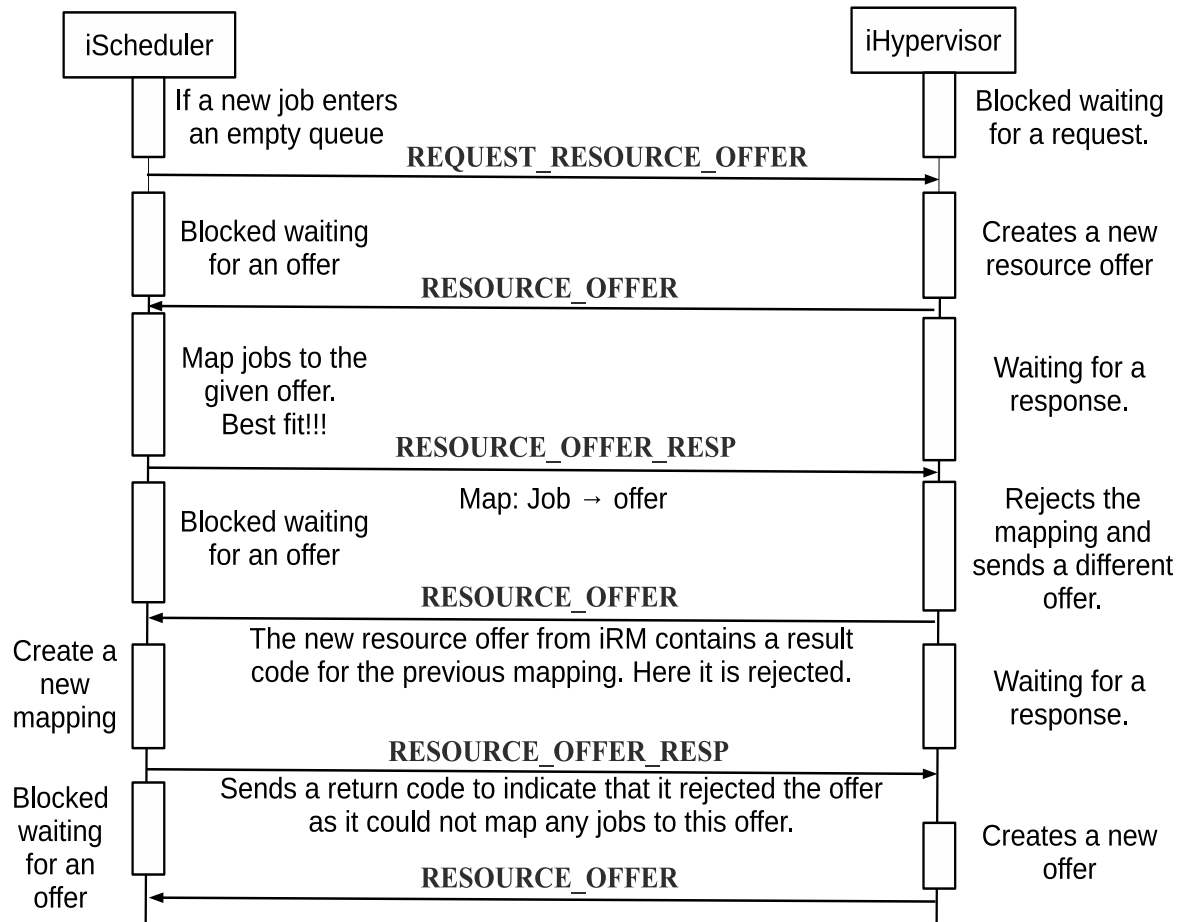 iScheduler
iHypervisor
If a new job enters
an empty queue
Blocked waiting
for a request.
REQUEST_RESOURCE_OFFER
Blocked waiting
for an offer
Creates a new
resource offer
RESOURCE_OFFER
Map jobs to the
given offer.
Best fit!!!
Waiting for a
response.
RESOURCE_OFFER_RESP
Map: Job → offer
Blocked waiting
for an offer
Rejects the
mapping and
sends a different
offer.
RESOURCE_OFFER
The new resource offer from iRM contains a result
code for the previous mapping. Here it is rejected.
Create a
new
mapping
Waiting for a
response.
RESOURCE_OFFER_RESP
Sends a return code to indicate that it rejected the offer
as it could not map any jobs to this offer.
Blocked
waiting
for an
offer
Creates a new
offer
RESOURCE_OFFER